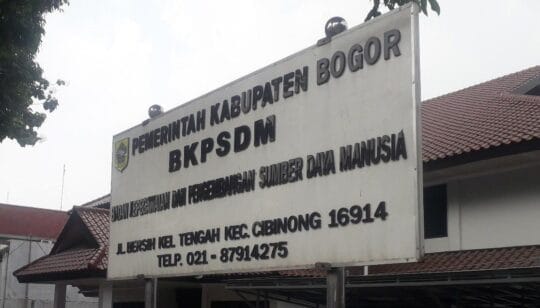 PEMERINTAH KABUPATEN BOGOR
BKPSDM
BADAN KEPEGAWAIAN DAN PENGEMBANGAN SUMBER DAYA MANUSIA
JL. BERSIH KEL. TENGAH KEC. CIBINONG 16914
TELP. 021 - 87914275